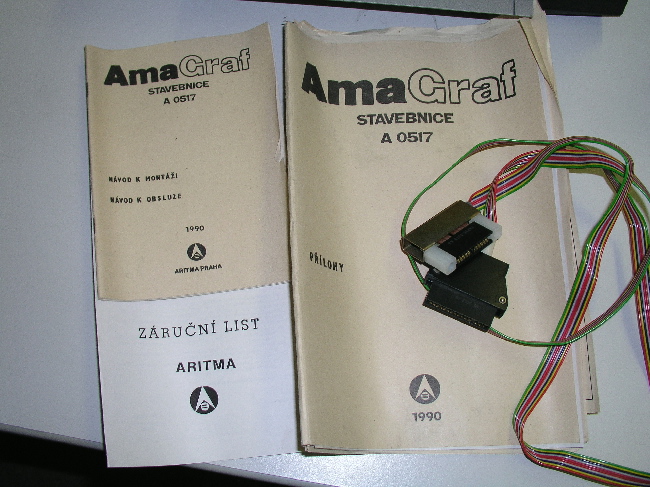 AmaGraf
STAVEBNICE
A 0517
NÁVOD K MONTÁŽI
NÁVOD K OBSLUZE
1990
ARITMA PRAHA
ZÁRUČNÍ LIST
ARITMA
AmaGraf
STAVEBNICE
A 0517
PŘÍLOHY
1990